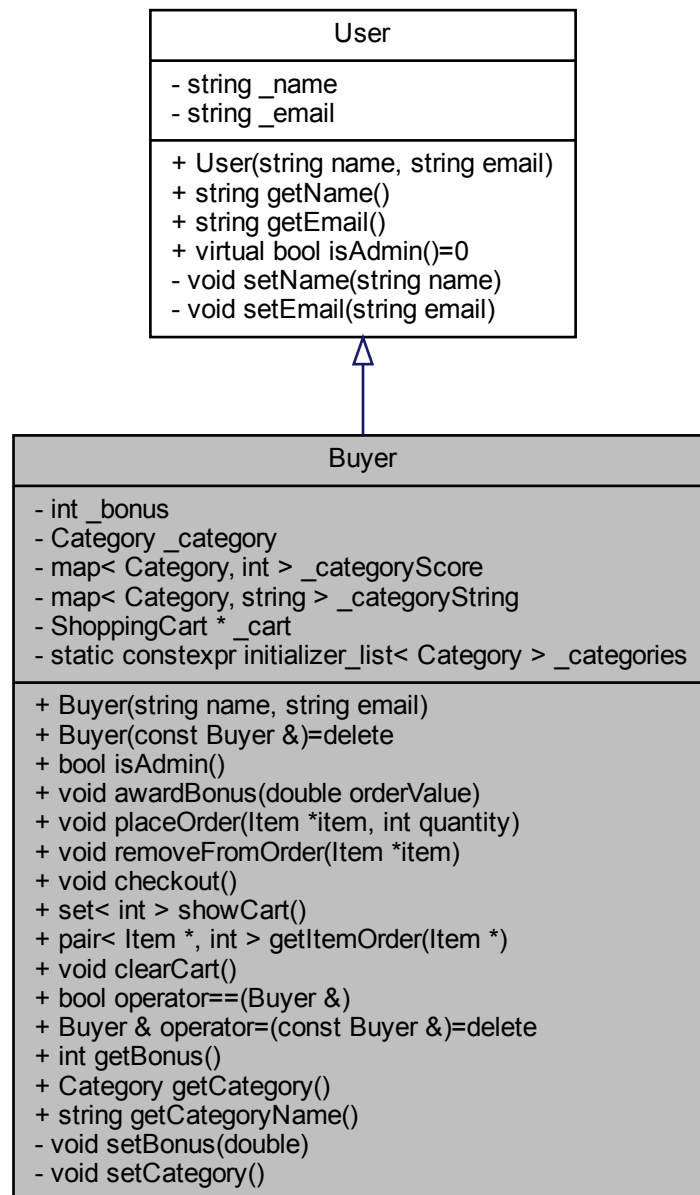 User
- string _name
- string _email
+ User(string name, string email)
+ string getName()
+ string getEmail()
+ virtual bool isAdmin()=0
- void setName(string name)
- void setEmail(string email)
Buyer
- int _bonus
- Category _category
- map< Category, int > _categoryScore
- map< Category, string > _categoryString
- ShoppingCart * _cart
- static constexpr initializer_list< Category > _categories
+ Buyer(string name, string email)
+ Buyer(const Buyer &)=delete
+ bool isAdmin()
+ void awardBonus(double orderValue)
+ void placeOrder(Item *item, int quantity)
+ void removeFromOrder(Item *item)
+ void checkout()
+ set< int > showCart()
+ pair< Item *, int > getItemOrder(Item *)
+ void clearCart()
+ bool operator==(Buyer &)
+ Buyer & operator=(const Buyer &)=delete
+ int getBonus()
+ Category getCategory()
+ string getCategoryName()
- void setBonus(double)
- void setCategory()